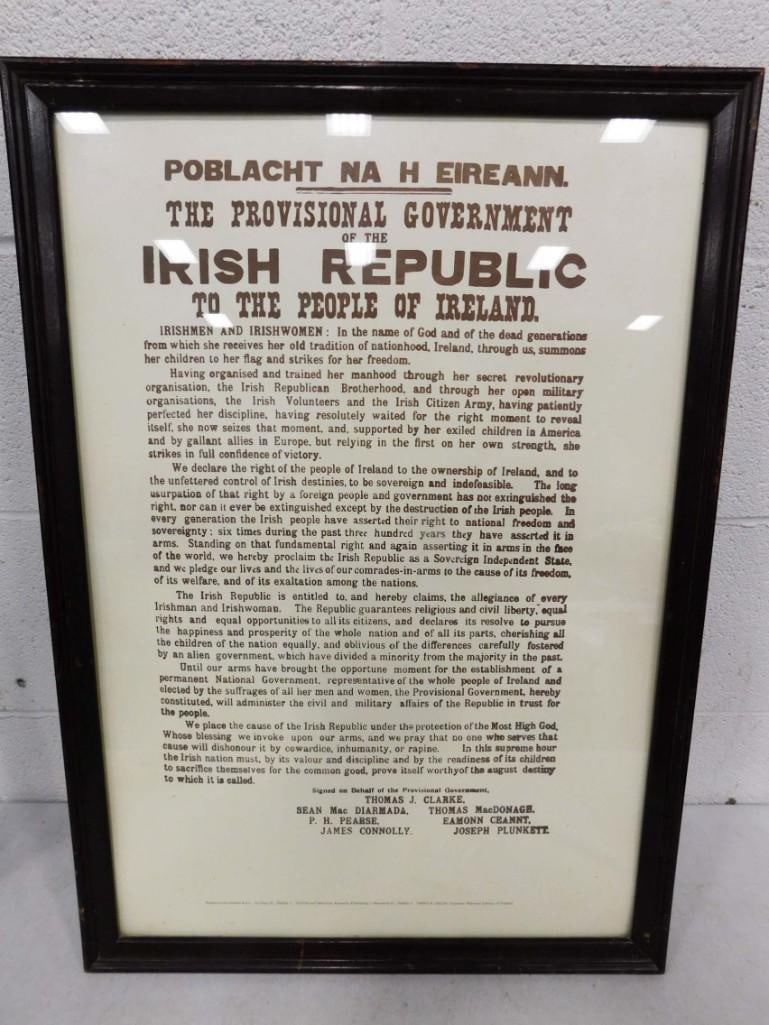 POBLACHT NA H EIREANN.
THE PROVISIONAL GOVERNMENT
OF THE
IRISH REPUBLIC
TO THE PEOPLE OF IRELAND.
IRISHMEN AND IRISHWOMEN : In the name of God and of the dead generations
from which she receives her old tradition of nationhood, Ireland, through us, summons
her children to her flag and strikes for her freedom.
Having organised and trained her manhood through her secret revolutionary
organisation, the Irish Republican Brotherhood, and through her open military
organisations, the Irish Volunteers and the Irish Citizen Army, having patiently
perfected her discipline, having resolutely waited for the right moment to reveal
itself, she now seizes that moment, and, supported by her exiled children in America
and by gallant allies in Europe, but relying in the first on her own strength, she
strikes in full confidence of victory.
We declare the right of the people of Ireland to the ownership of Ireland, and to
the unfettered control of Irish destinies, to be sovereign and indefeasible. The long
usurpation of that right by a foreign people and government has not extinguished the
right, nor can it ever be extinguished except by the destruction of the Irish people. In
every generation the Irish people have asserted their right to national freedom and
sovereignty ; six times during the past three hundred years they have asserted it in
arms. Standing on that fundamental right and again asserting it in arms in the face
of the world, we hereby proclaim the Irish Republic as a Sovereign Independent State,
and we pledge our lives and the lives of our comrades-in-arms to the cause of its freedom,
of its welfare, and of its exaltation among the nations.
The Irish Republic is entitled to, and hereby claims, the allegiance of every
Irishman and Irishwoman. The Republic guarantees religious and civil liberty, equal
rights and equal opportunities to all its citizens, and declares its resolve to pursue
the happiness and prosperity of the whole nation and of all its parts, cherishing all
the children of the nation equally, and oblivious of the differences carefully fostered
by an alien government, which have divided a minority from the majority in the past.
Until our arms have brought the opportune moment for the establishment of a
permanent National Government, representative of the whole people of Ireland and
elected by the suffrages of all her men and women, the Provisional Government, hereby
constituted, will administer the civil and military affairs of the Republic in trust for
the people.
We place the cause of the Irish Republic under the protection of the Most High God,
Whose blessing we invoke upon our arms, and we pray that no one who serves that
cause will dishonour it by cowardice, inhumanity, or rapine. In this supreme hour
the Irish nation must, by its valour and discipline and by the readiness of its children
to sacrifice themselves for the common good, prove itself worthy of the august destiny
to which it is called.
Signed on Behalf of the Provisional Government,
THOMAS J. CLARKE,
SEAN Mac DIARMADA, THOMAS MacDONAGH,
P. H. PEARSE, EAMONN CEANNT,
JAMES CONNOLLY. JOSEPH PLUNKETT.